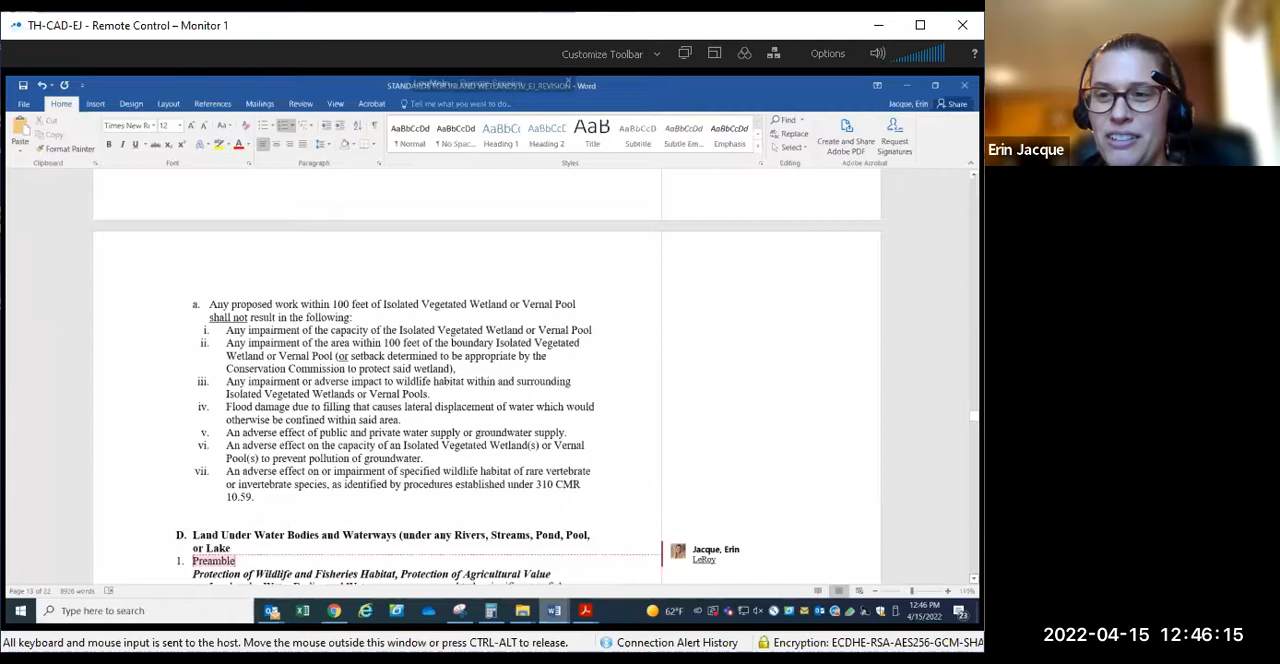 TH-CAD-EJ - Remote Control – Monitor 1
Customize Toolbar
Options
?
STANDARDS FOR INLAND WETLANDS IV_EJ_REVISION - Word
File Home Insert Design Layout References Mailings Review View Acrobat Tell me what you want to do...
Jacque, Erin Share
Paste
Cut
Copy
Format Painter
Times New Ro 12
AaBbCcDd AaBbCcDd AaBbC( AaBbCcC AaB AaBbCcD AaBbCcDd AaBbCcDd
¶ Normal ¶ No Spac... Heading 1 Heading 2 Title Subtitle Subtle Em... Emphasis
Find
Replace
Select
Create and Share
Adobe PDF
Request
Signatures
Clipboard Font Paragraph Styles Editing Adobe Acrobat
Erin Jacque
a. Any proposed work within 100 feet of Isolated Vegetated Wetland or Vernal Pool
shall not result in the following:
i. Any impairment of the capacity of the Isolated Vegetated Wetland or Vernal Pool
ii. Any impairment of the area within 100 feet of the boundary Isolated Vegetated
Wetland or Vernal Pool (or setback determined to be appropriate by the
Conservation Commission to protect said wetland),
iii. Any impairment or adverse impact to wildlife habitat within and surrounding
Isolated Vegetated Wetlands or Vernal Pools.
iv. Flood damage due to filling that causes lateral displacement of water which would
otherwise be confined within said area.
v. An adverse effect of public and private water supply or groundwater supply.
vi. An adverse effect on the capacity of an Isolated Vegetated Wetland(s) or Vernal
Pool(s) to prevent pollution of groundwater.
vii. An adverse effect on or impairment of specified wildlife habitat of rare vertebrate
or invertebrate species, as identified by procedures established under 310 CMR
10.59.
D. Land Under Water Bodies and Waterways (under any Rivers, Streams, Pond, Pool,
or Lake
1. Preamble
Protection of Wildlife and Fisheries Habitat, Protection of Agricultural Value
Jacque, Erin
LeRoy
Page 13 of 22 8926 words
115%
Type here to search
62°F
12:46 PM
4/15/2022
23
All keyboard and mouse input is sent to the host. Move the mouse outside this window or press CTRL-ALT to release.
Connection Alert History
Encryption: ECDHE-RSA-AES256-GCM-SHA
2022-04-15 12:46:15